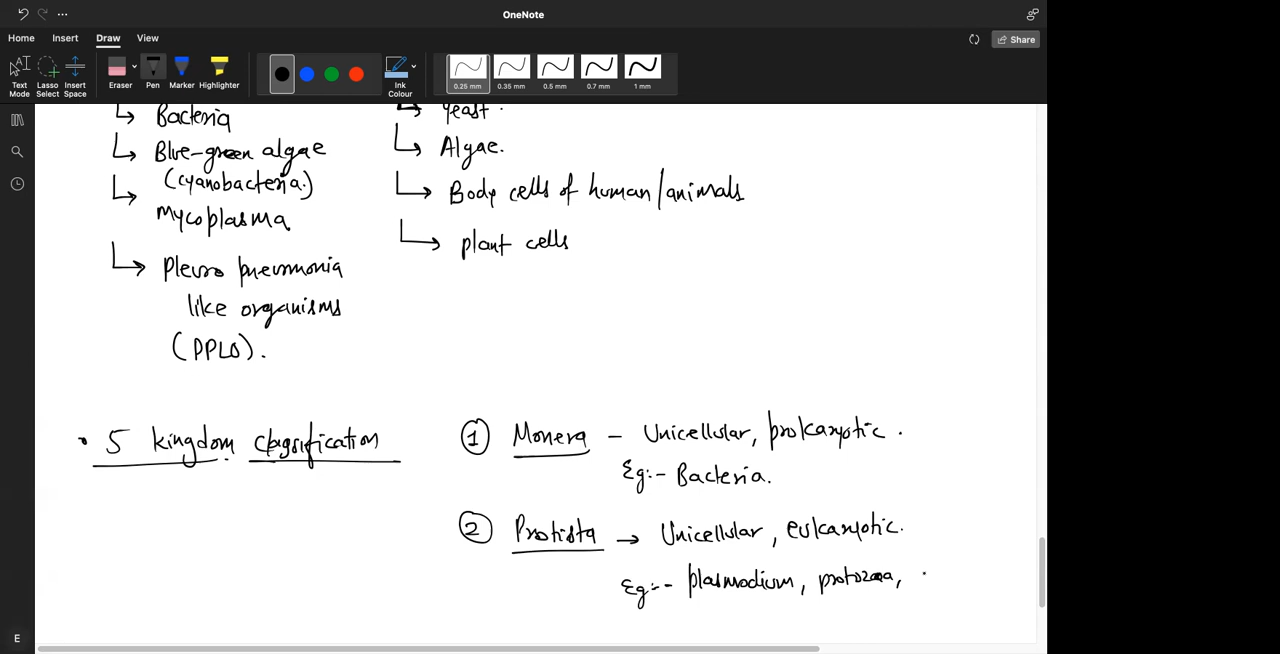 OneNote
Home Insert Draw View
Share
Text Mode
Lasso Select
Insert Space
Eraser
Pen
Marker
Highlighter
Ink Colour
0.25 mm
0.35 mm
0.5 mm
0.7 mm
1 mm
Bacteria
Blue-green algae
(cyanobacteria.)
Mycoplasma
Pleuro pneumonia
like organisms
(PPLO).
Yeast.
Algae.
Body cells of human/animals
plant cells
5 kingdom classification
① Monera - Unicellular, prokaryotic.
Eg:- Bacteria.
② Protista → Unicellular, eukaryotic.
Eg:- plasmodium, protozoa,
E